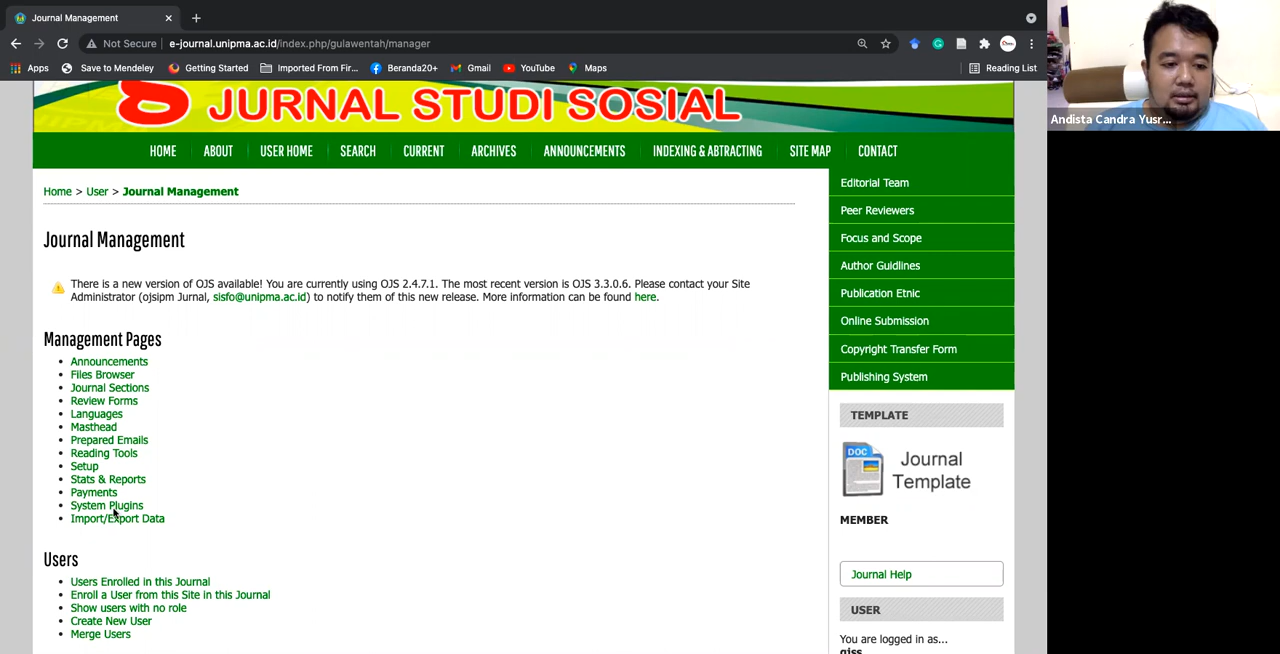 Journal Management
Not Secure
e-journal.unipma.ac.id/index.php/gulawentah/manager
Apps
Save to Mendeley
Getting Started
Imported From Fir...
Beranda20+
Gmail
YouTube
Maps
Reading List
JURNAL STUDI SOSIAL
HOME
ABOUT
USER HOME
SEARCH
CURRENT
ARCHIVES
ANNOUNCEMENTS
INDEXING & ABTRACTING
SITE MAP
CONTACT
Home > User > Journal Management
Journal Management
There is a new version of OJS available! You are currently using OJS 2.4.7.1. The most recent version is OJS 3.3.0.6. Please contact your Site
Administrator (ojsipm Jurnal, sisfo@unipma.ac.id) to notify them of this new release. More information can be found here.
Management Pages
Announcements
Files Browser
Journal Sections
Review Forms
Languages
Masthead
Prepared Emails
Reading Tools
Setup
Stats & Reports
Payments
System Plugins
Import/Export Data
Users
Users Enrolled in this Journal
Enroll a User from this Site in this Journal
Show users with no role
Create New User
Merge Users
Editorial Team
Peer Reviewers
Focus and Scope
Author Guidlines
Publication Etnic
Online Submission
Copyright Transfer Form
Publishing System
TEMPLATE
DOC
Journal
Template
MEMBER
Journal Help
USER
You are logged in as...
giss
Andista Candra Yusr...